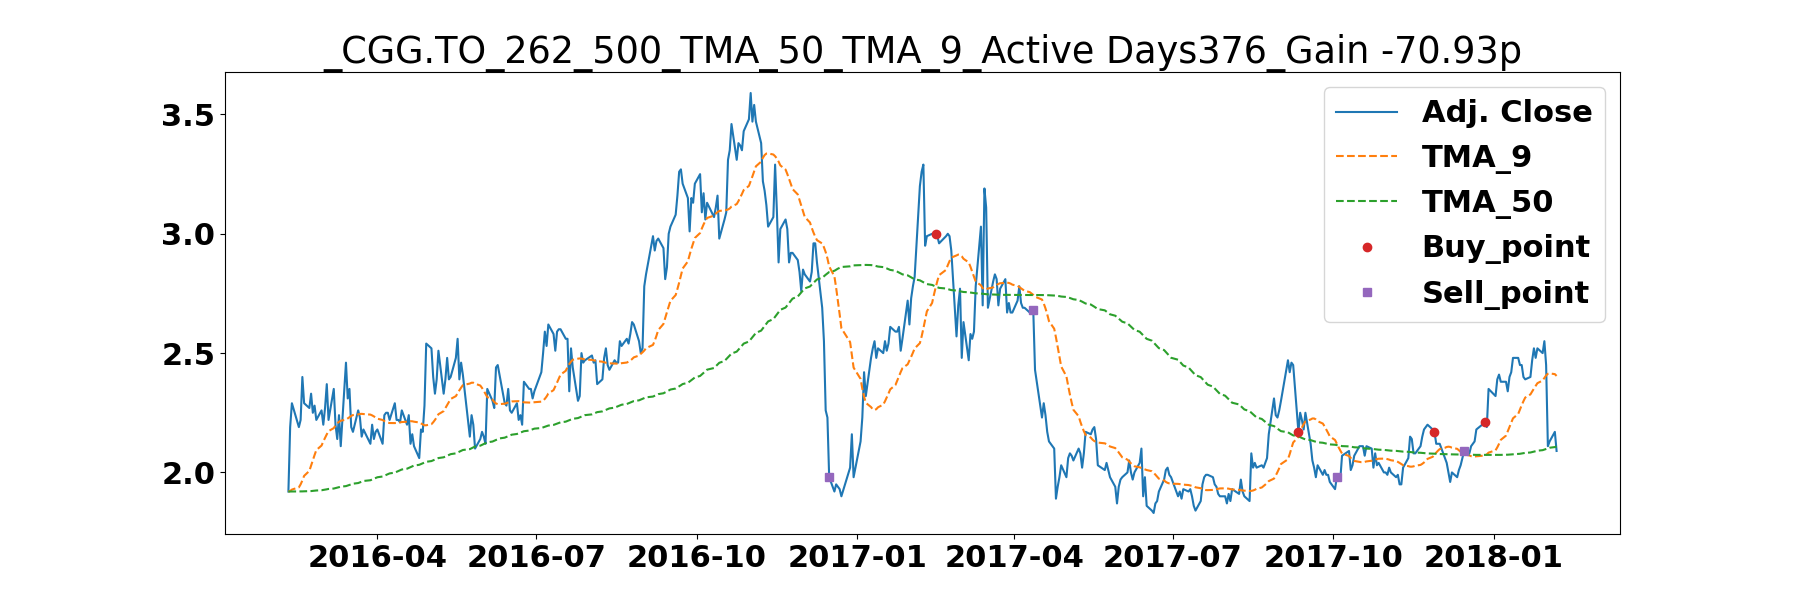 _CGG.TO_262_500_TMA_50_TMA_9_Active Days376_Gain -70.93p
3.5
3.0
2.5
2.0
Adj. Close
TMA_9
TMA_50
Buy_point
Sell_point
2016-04 2016-07 2016-10 2017-01 2017-04 2017-07 2017-10 2018-01